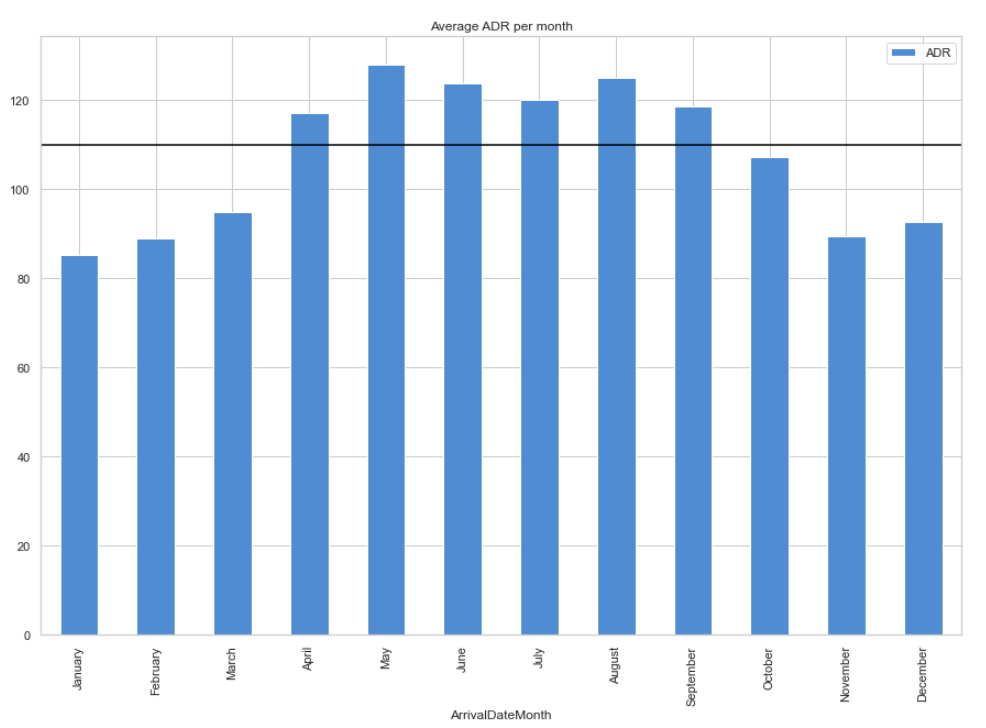 Average ADR per month
ADR
120
100
80
60
40
20
0
January
February
March
April
May
June
July
August
September
October
November
December
ArrivalDateMonth